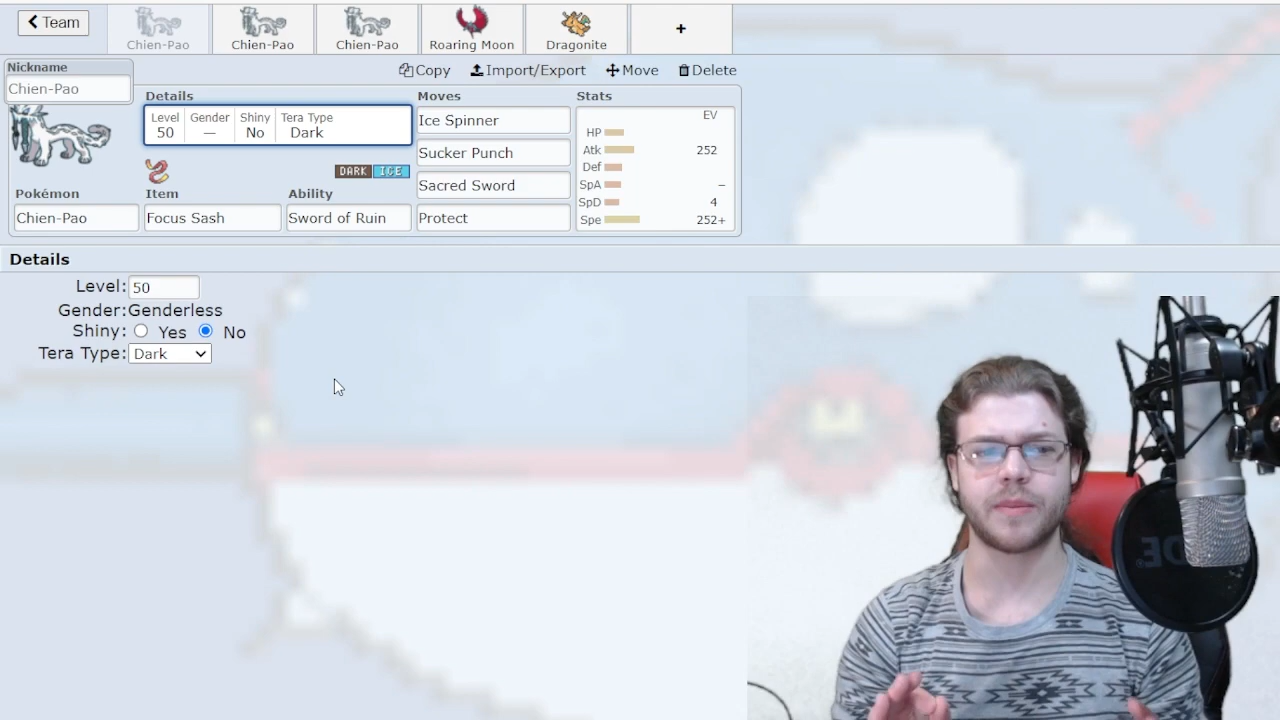 Team
Chien-Pao
Chien-Pao
Chien-Pao
Roaring Moon
Dragonite
+
Nickname
Chien-Pao
Copy
Import/Export
Move
Delete
Details
Level
50
Gender
—
Shiny
No
Tera Type
Dark
DARK ICE
Pokémon
Chien-Pao
Item
Focus Sash
Ability
Sword of Ruin
Moves
Ice Spinner
Sucker Punch
Sacred Sword
Protect
Stats
EV
HP
Atk 252
Def
SpA –
SpD 4
Spe 252+
Details
Level: 50
Gender: Genderless
Shiny: Yes No
Tera Type: Dark